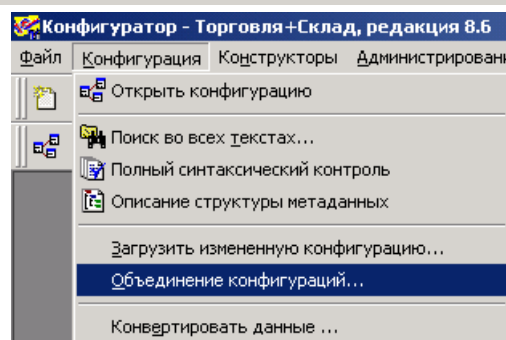 Конфигуратор - Торговля+Склад, редакция 8.6
Файл Конфигурация Конструкторы
Открыть конфигурацию
Поиск во всех текстах...
Полный синтаксический контроль
Описание структуры метаданных
Загрузить измененную конфигурацию...
Объединение конфигураций...
Конвертировать данные ...